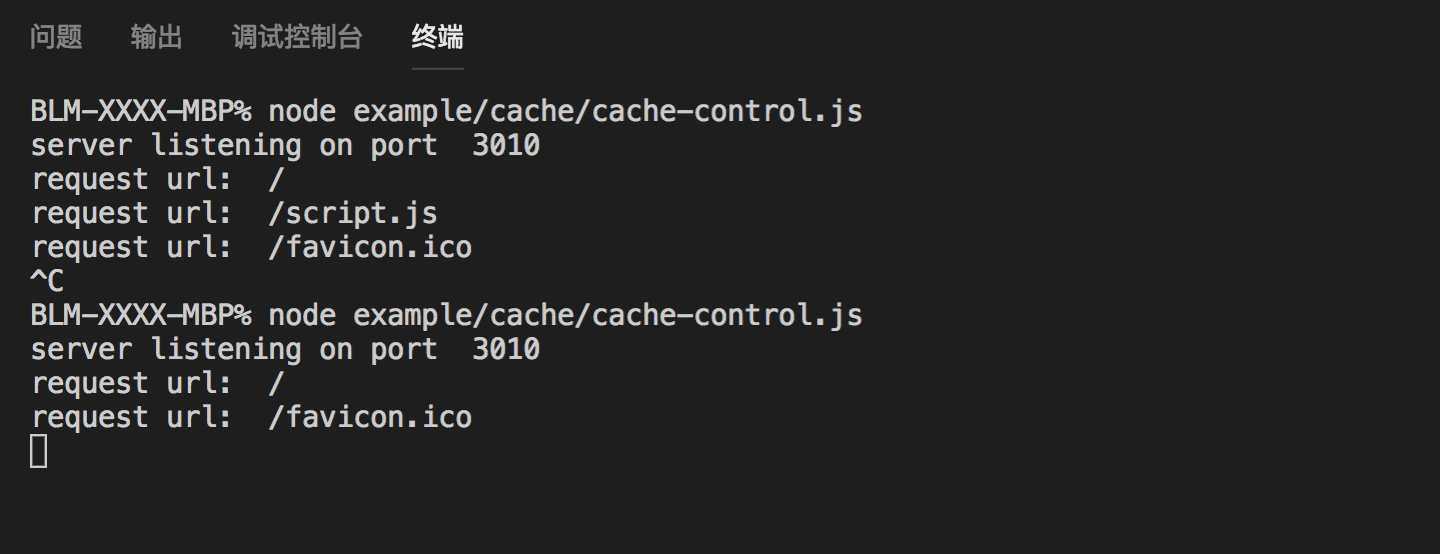 问题 输出 调试控制台 终端
BLM-XXXX-MBP% node example/cache/cache-control.js
server listening on port  3010
request url:  /
request url:  /script.js
request url:  /favicon.ico
^C
BLM-XXXX-MBP% node example/cache/cache-control.js
server listening on port  3010
request url:  /
request url:  /favicon.ico